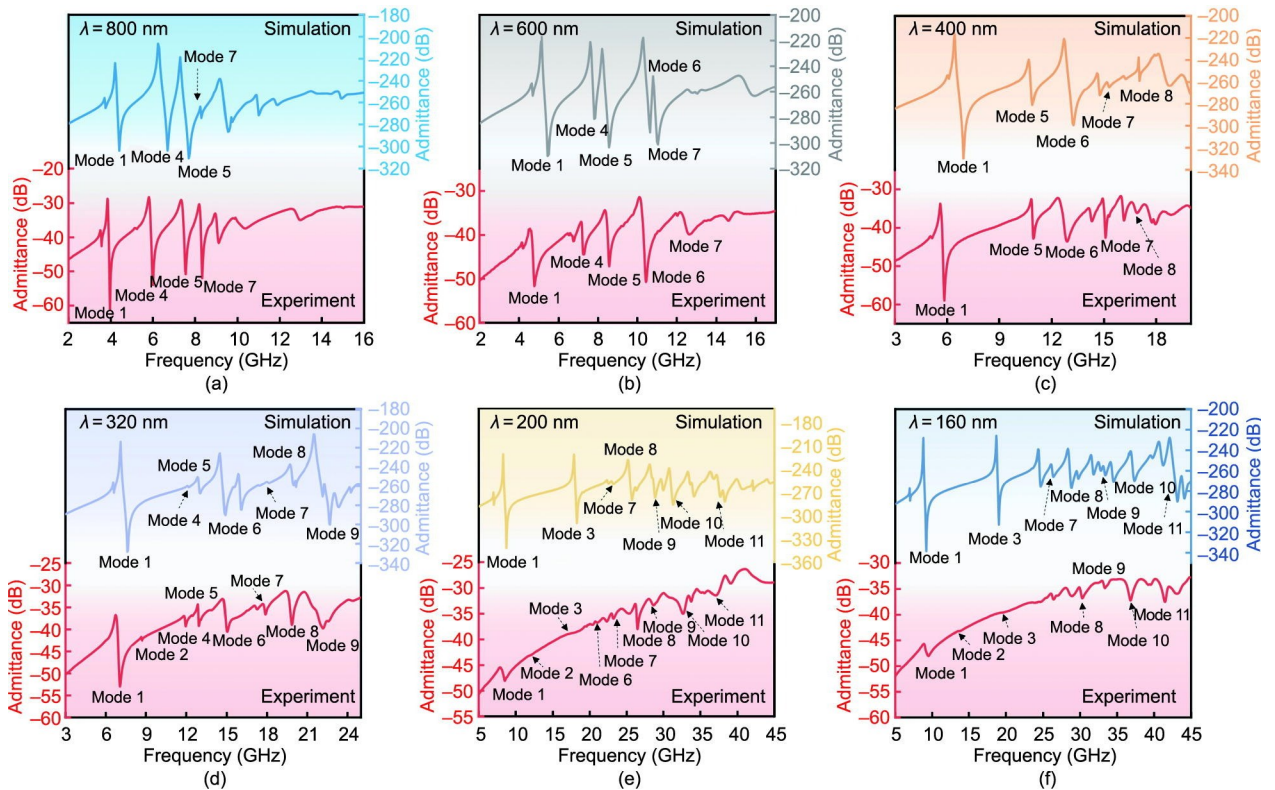 λ = 800 nm Simulation
Mode 7
Mode 1 Mode 4
Mode 5
Admittance (dB)
–180
–200
–220
–240
–260
–280
–300
–320
Admittance (dB)
–20
–30
–40
–50
–60
Mode 5 Mode 7
Mode 4
Mode 1
Experiment
2 4 6 8 10 12 14 16
Frequency (GHz)
(a)
λ = 600 nm Simulation
Mode 6
Mode 4
Mode 1 Mode 5 Mode 7
Admittance (dB)
–200
–220
–240
–260
–280
–300
–320
Admittance (dB)
–30
–40
–50
–60
Mode 7
Mode 4
Mode 5 Mode 6
Mode 1
Experiment
2 4 6 8 10 12 14 16
Frequency (GHz)
(b)
λ = 400 nm Simulation
Mode 8
Mode 5 Mode 7
Mode 6
Mode 1
Admittance (dB)
–200
–220
–240
–260
–280
–300
–320
–340
Admittance (dB)
–30
–40
–50
–60
Mode 5 Mode 6 Mode 7
Mode 8
Mode 1
Experiment
3 6 9 12 15 18
Frequency (GHz)
(c)
λ = 320 nm Simulation
Mode 5 Mode 8
Mode 4 Mode 6 Mode 7
Mode 9
Mode 1
Admittance (dB)
–180
–200
–220
–240
–260
–280
–300
–320
–340
Admittance (dB)
–25
–30
–35
–40
–45
–50
–55
–60
Mode 7
Mode 5
Mode 4 Mode 6 Mode 8
Mode 2 Mode 9
Mode 1
Experiment
3 6 9 12 15 18 21 24
Frequency (GHz)
(d)
λ = 200 nm Simulation
Mode 8
Mode 7
Mode 10
Mode 3 Mode 9 Mode 11
Mode 1
Admittance (dB)
–180
–210
–240
–270
–300
–330
–360
Admittance (dB)
–25
–30
–35
–40
–45
–50
–55
Mode 3
Mode 9 Mode 11
Mode 8 Mode 10
Mode 7
Mode 2 Mode 6
Mode 1
Experiment
5 10 15 20 25 30 35 40 45
Frequency (GHz)
(e)
λ = 160 nm Simulation
Mode 8 Mode 10
Mode 9
Mode 3 Mode 7 Mode 11
Mode 1
Admittance (dB)
–200
–220
–240
–260
–280
–300
–320
–340
Admittance (dB)
–30
–35
–40
–45
–50
–55
–60
Mode 9
Mode 11
Mode 3 Mode 8 Mode 10
Mode 2
Mode 1
Experiment
5 10 15 20 25 30 35 40 45
Frequency (GHz)
(f)